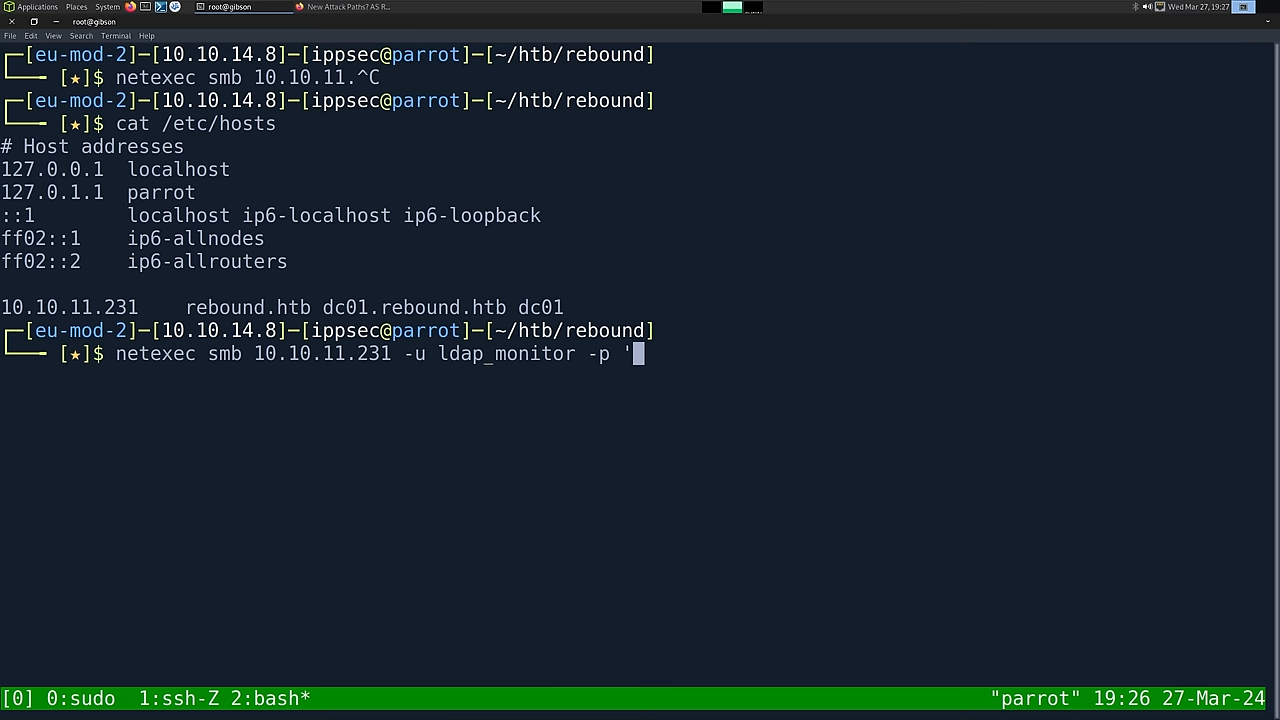 Applications Places System root@gibson New Attack Paths? AS R... Wed Mar 27, 19:27
root@gibson
File Edit View Search Terminal Help
┌─[eu-mod-2]─[10.10.14.8]─[ippsec@parrot]─[~/htb/rebound]
└──╼ [★]$ netexec smb 10.10.11.^C
┌─[eu-mod-2]─[10.10.14.8]─[ippsec@parrot]─[~/htb/rebound]
└──╼ [★]$ cat /etc/hosts
# Host addresses
127.0.0.1  localhost
127.0.1.1  parrot
::1        localhost ip6-localhost ip6-loopback
ff02::1    ip6-allnodes
ff02::2    ip6-allrouters
10.10.11.231    rebound.htb dc01.rebound.htb dc01
┌─[eu-mod-2]─[10.10.14.8]─[ippsec@parrot]─[~/htb/rebound]
└──╼ [★]$ netexec smb 10.10.11.231 -u ldap_monitor -p '
[0] 0:sudo  1:ssh-Z 2:bash* "parrot" 19:26 27-Mar-24